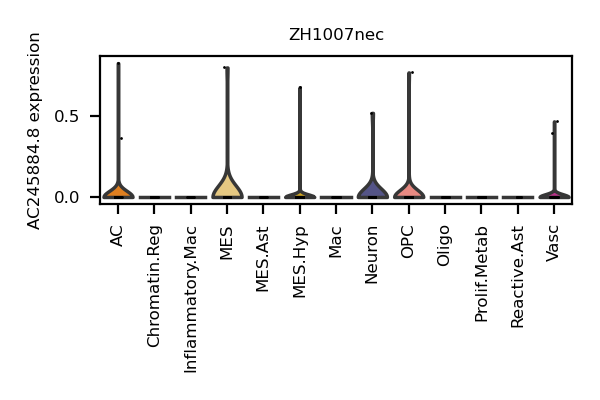 ZH1007nec
AC245884.8 expression
0.5
0.0
AC
Chromatin.Reg
Inflammatory.Mac
MES
MES.Ast
MES.Hyp
Mac
Neuron
OPC
Oligo
Prolif.Metab
Reactive.Ast
Vasc